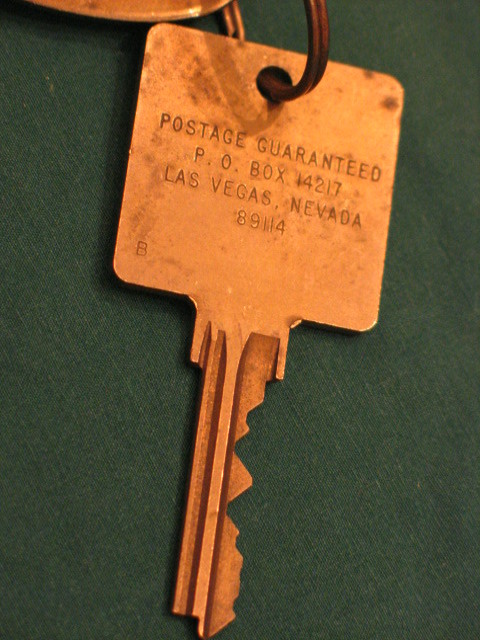 POSTAGE GUARANTEED
P. O. BOX 14217
LAS VEGAS, NEVADA
89114
B